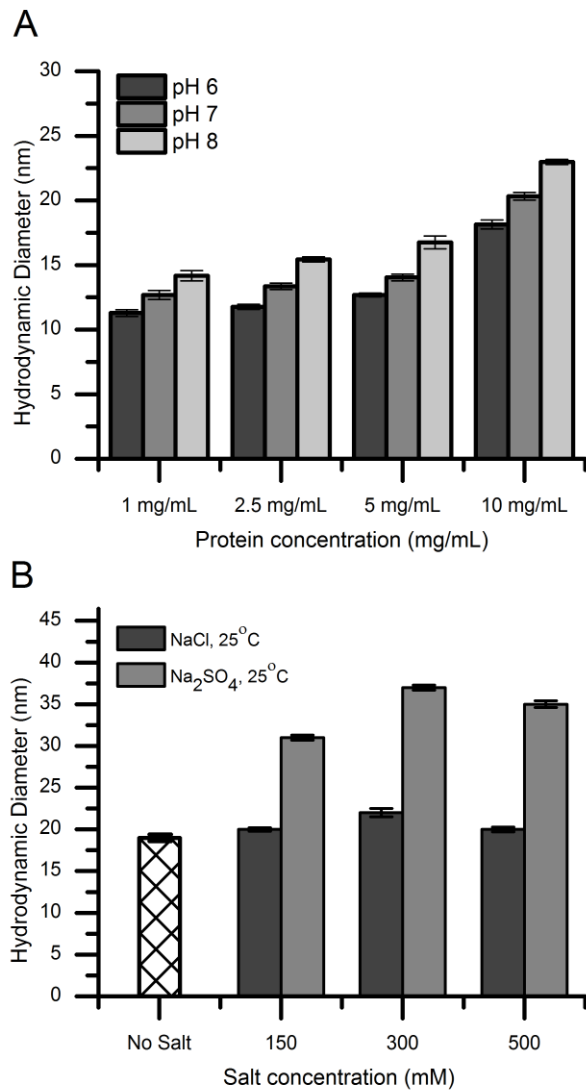 A
30
25
20
15
10
5
0
Hydrodynamic Diameter (nm)
pH 6
pH 7
pH 8
1 mg/mL 2.5 mg/mL 5 mg/mL 10 mg/mL
Protein concentration (mg/mL)
B
45
40
35
30
25
20
15
10
5
0
Hydrodynamic Diameter (nm)
NaCl, 25°C
Na₂SO₄, 25°C
No Salt 150 300 500
Salt concentration (mM)